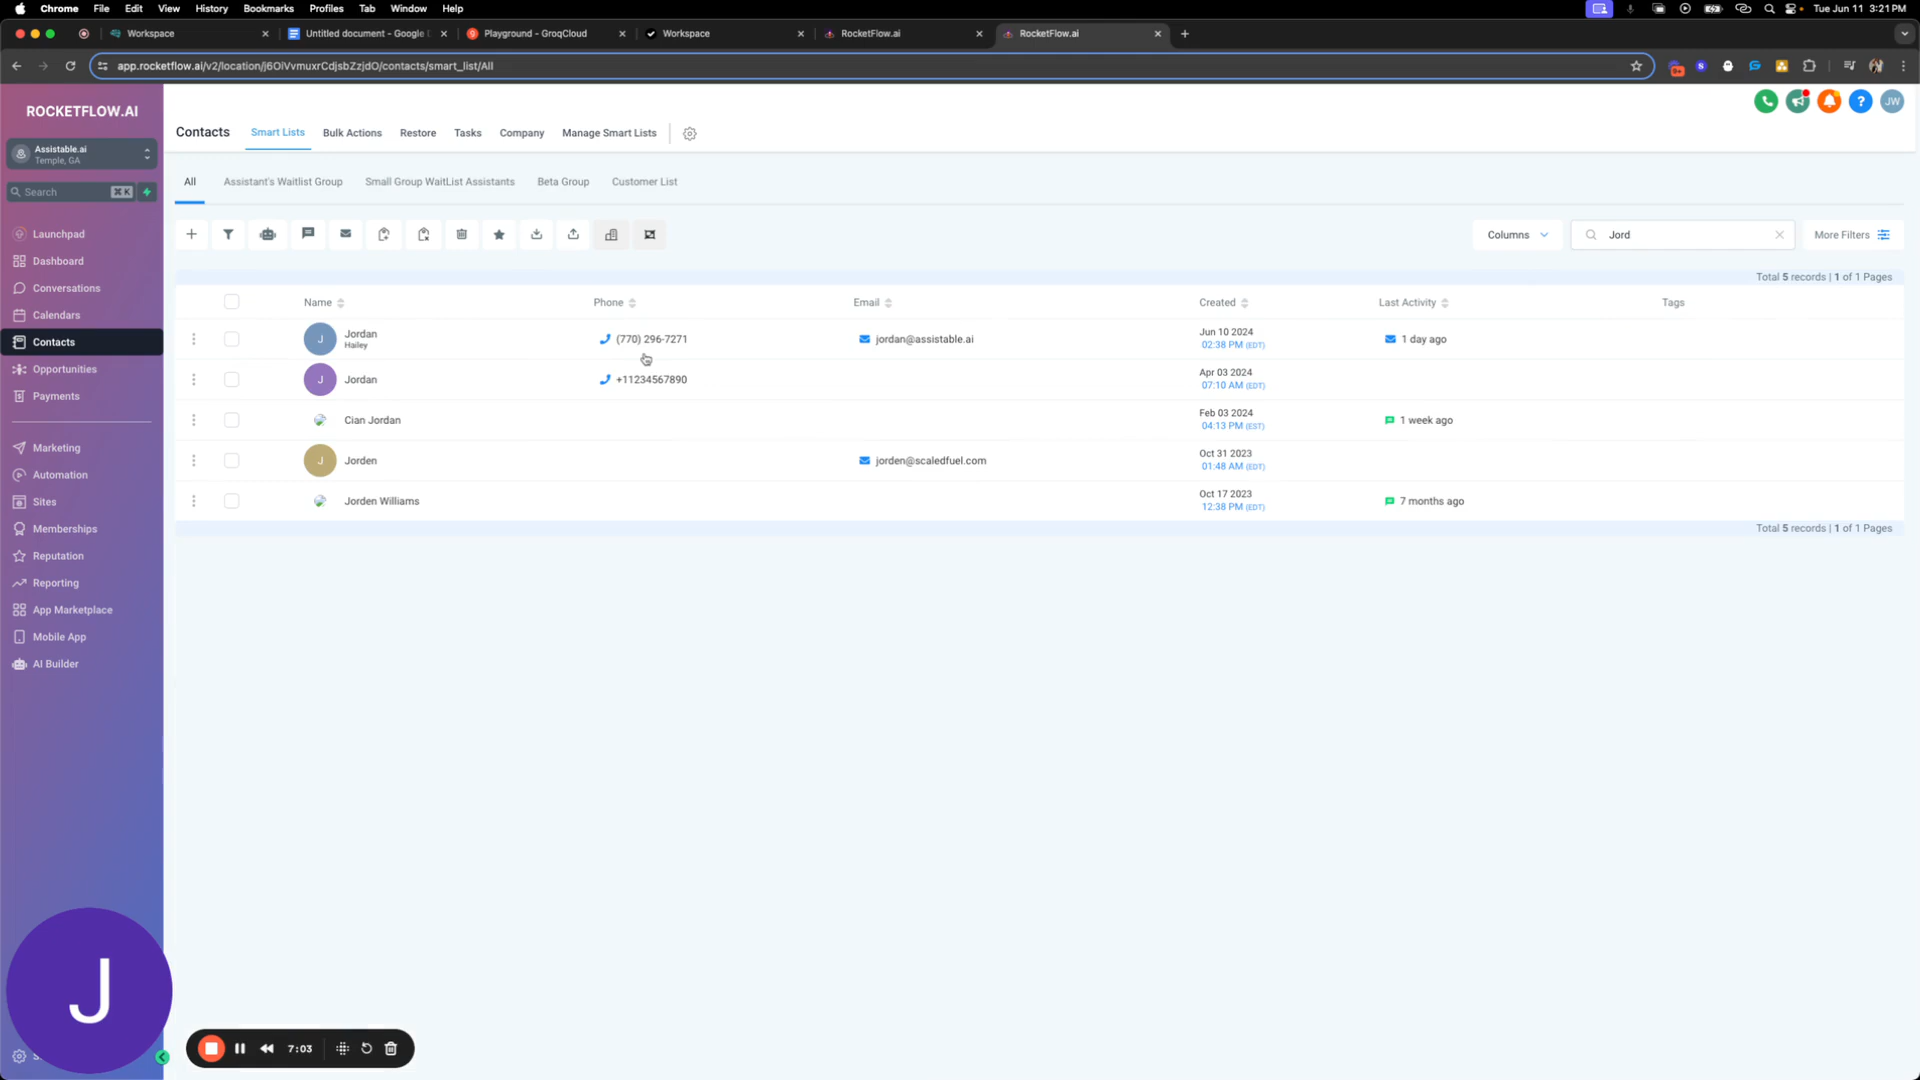 Chrome File Edit View History Bookmarks Profiles Tab Window Help Tue Jun 11 3:21 PM
Workspace Untitled document - Google Playground - GroqCloud Workspace RocketFlow.ai RocketFlow.ai
app.rocketflow.ai/v2/location/j6OiVvmuxrCdjsbZzjdO/contacts/smart_list/All 9+
ROCKETFLOW.AI
Assistable.ai
Temple, GA
Search ⌘ K
Launchpad
Dashboard
Conversations
Calendars
Contacts
Opportunities
Payments
Marketing
Automation
Sites
Memberships
Reputation
Reporting
App Marketplace
Mobile App
AI Builder
JW
Contacts Smart Lists Bulk Actions Restore Tasks Company Manage Smart Lists
All Assistant's Waitlist Group Small Group WaitList Assistants Beta Group Customer List
Columns Jord More Filters
Total 5 records | 1 of 1 Pages
Name Phone Email Created Last Activity Tags
J Jordan Hailey (770) 296-7271 jordan@assistable.ai Jun 10 2024 02:38 PM (EDT) 1 day ago
J Jordan +11234567890 Apr 03 2024 07:10 AM (EDT)
Cian Jordan Feb 03 2024 04:13 PM (EST) 1 week ago
J Jorden jorden@scaledfuel.com Oct 31 2023 01:48 AM (EDT)
Jorden Williams Oct 17 2023 12:38 PM (EDT) 7 months ago
Total 5 records | 1 of 1 Pages
J
7:03